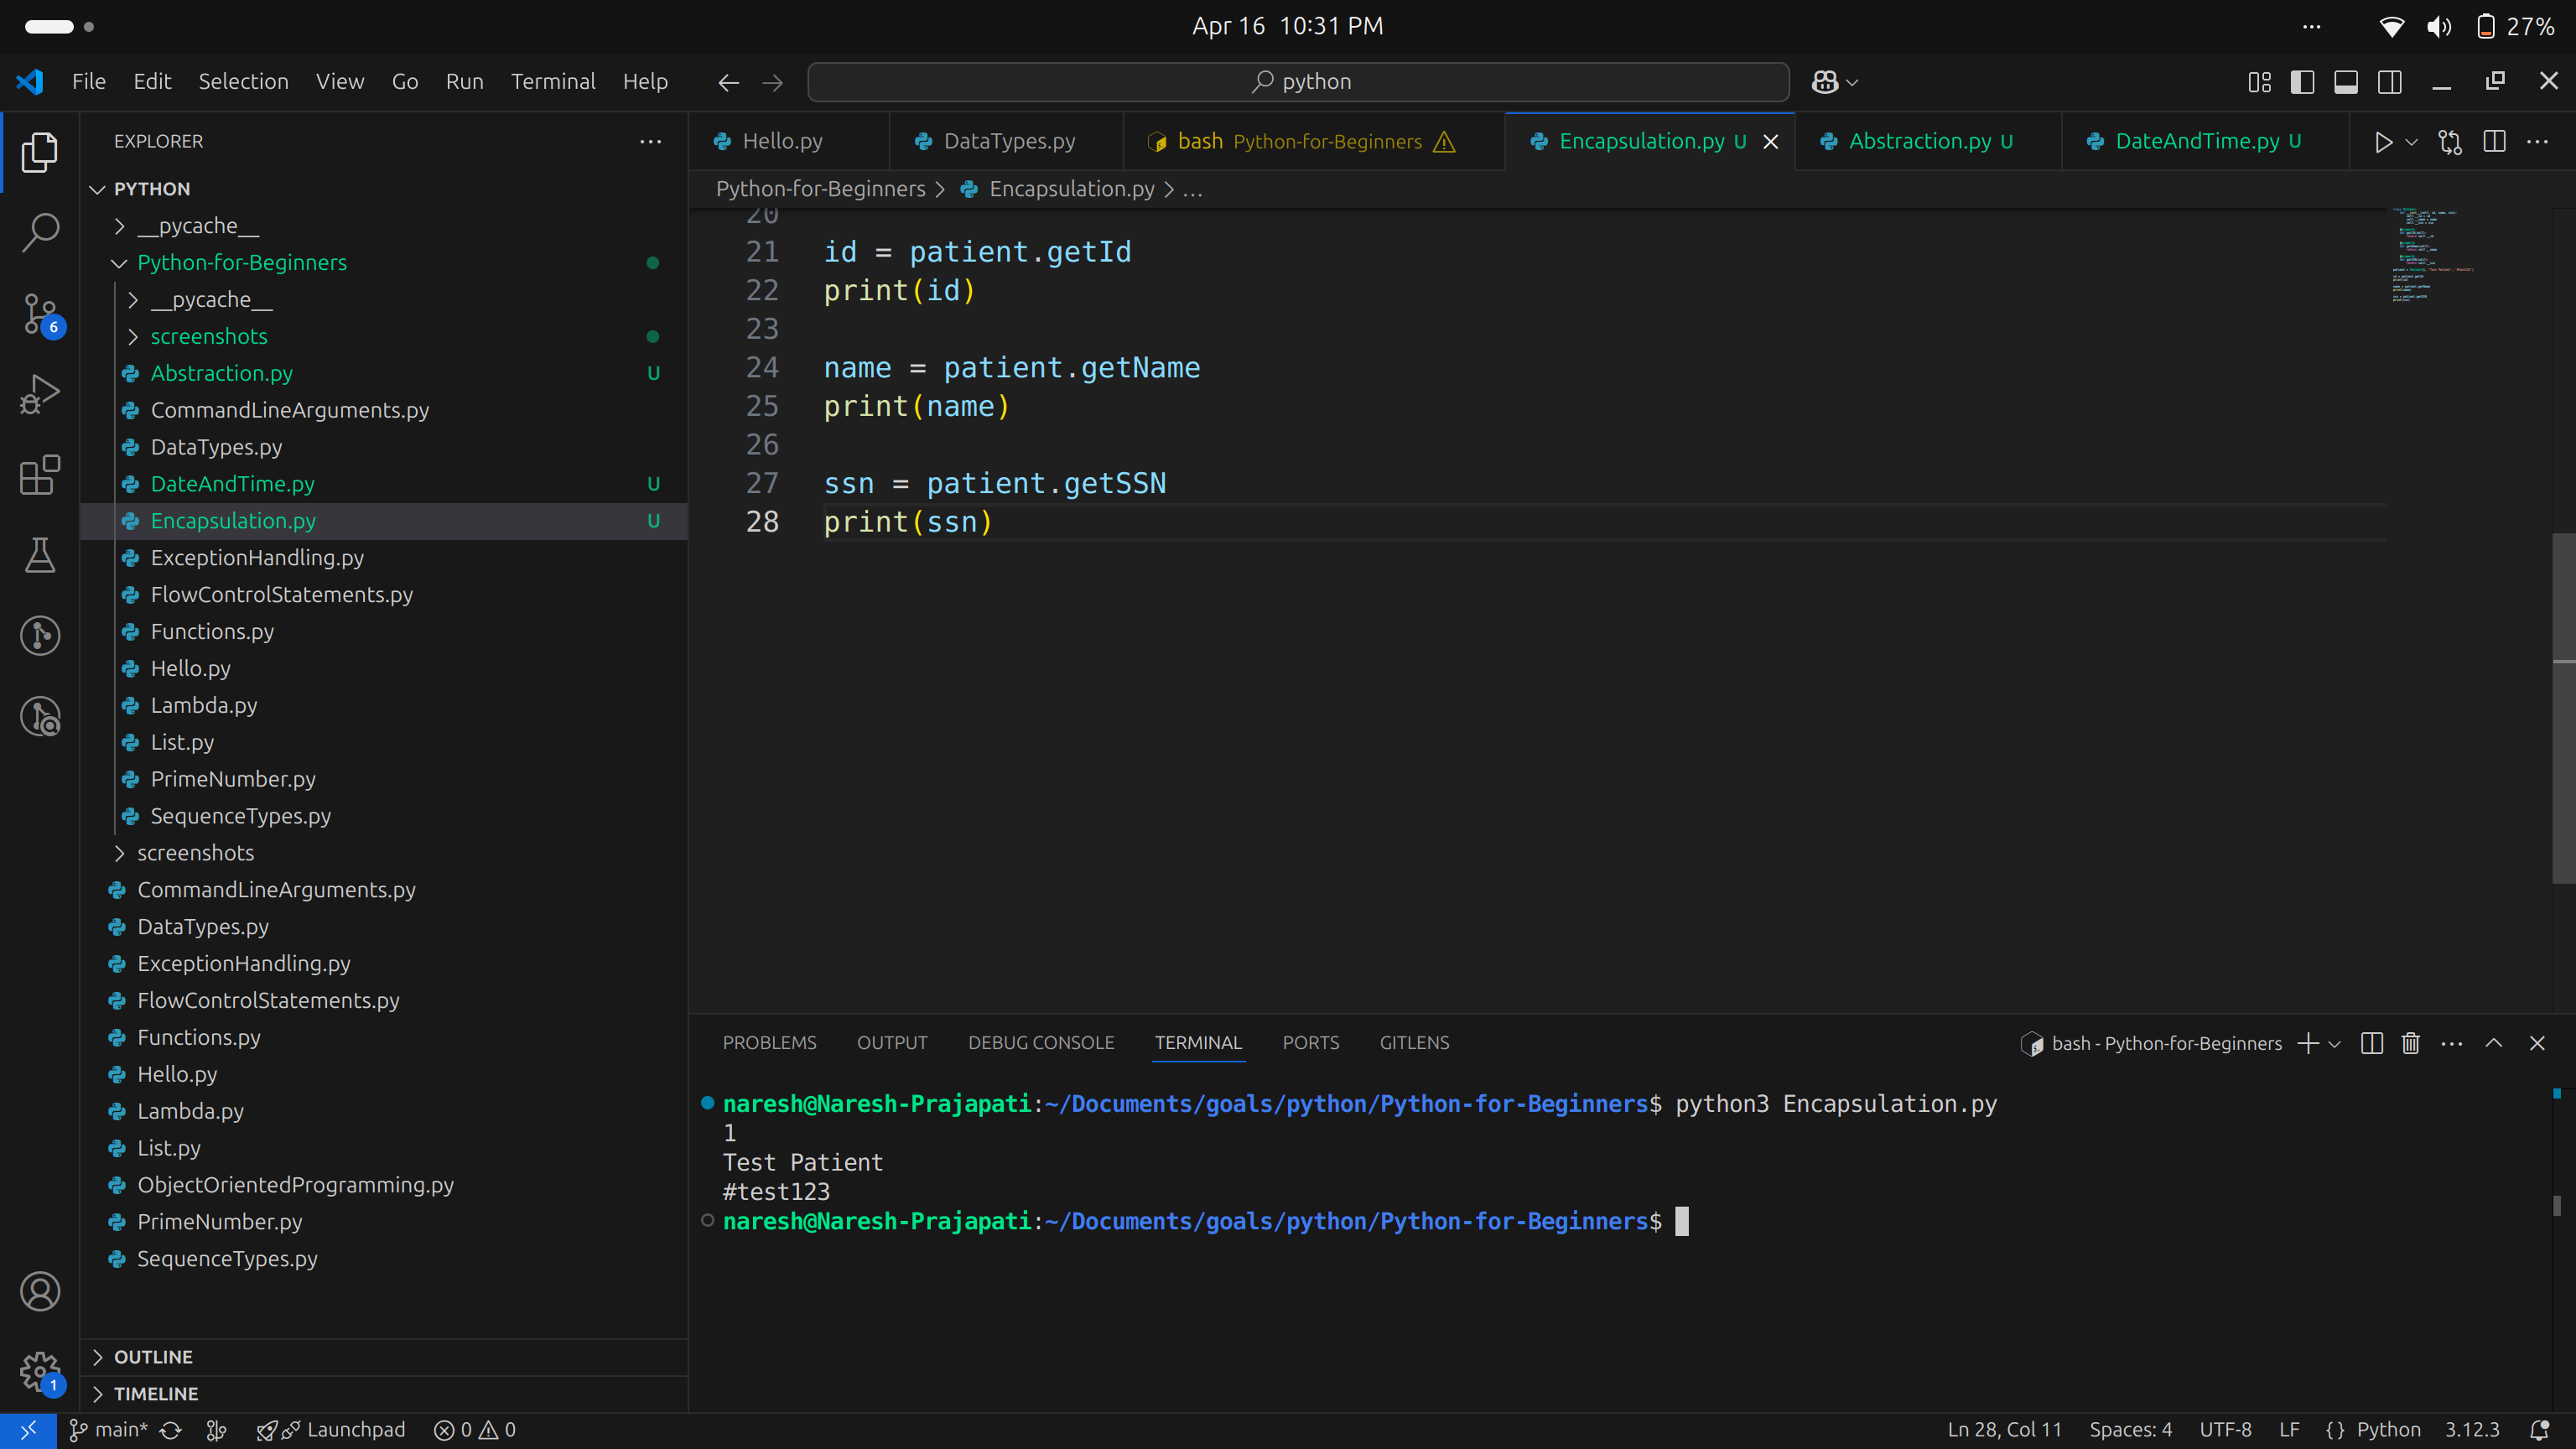 Apr 16 10:31 PM
27%
File Edit Selection View Go Run Terminal Help
python
EXPLORER
Hello.py
DataTypes.py
bash Python-for-Beginners
Encapsulation.py U
Abstraction.py U
DateAndTime.py U
Python-for-Beginners > Encapsulation.py > ...
PYTHON
__pycache__
Python-for-Beginners
__pycache__
screenshots
Abstraction.py U
CommandLineArguments.py
DataTypes.py
DateAndTime.py U
Encapsulation.py U
ExceptionHandling.py
FlowControlStatements.py
Functions.py
Hello.py
Lambda.py
List.py
PrimeNumber.py
SequenceTypes.py
screenshots
CommandLineArguments.py
DataTypes.py
ExceptionHandling.py
FlowControlStatements.py
Functions.py
Hello.py
Lambda.py
List.py
ObjectOrientedProgramming.py
PrimeNumber.py
SequenceTypes.py
OUTLINE
TIMELINE
6
1
20
21 id = patient.getId
22 print(id)
23
24 name = patient.getName
25 print(name)
26
27 ssn = patient.getSSN
28 print(ssn)
PROBLEMS OUTPUT DEBUG CONSOLE TERMINAL PORTS GITLENS
bash - Python-for-Beginners
naresh@Naresh-Prajapati:~/Documents/goals/python/Python-for-Beginners$ python3 Encapsulation.py
1
Test Patient
#test123
naresh@Naresh-Prajapati:~/Documents/goals/python/Python-for-Beginners$
main* Launchpad 0 0
Ln 28, Col 11 Spaces: 4 UTF-8 LF {} Python 3.12.3